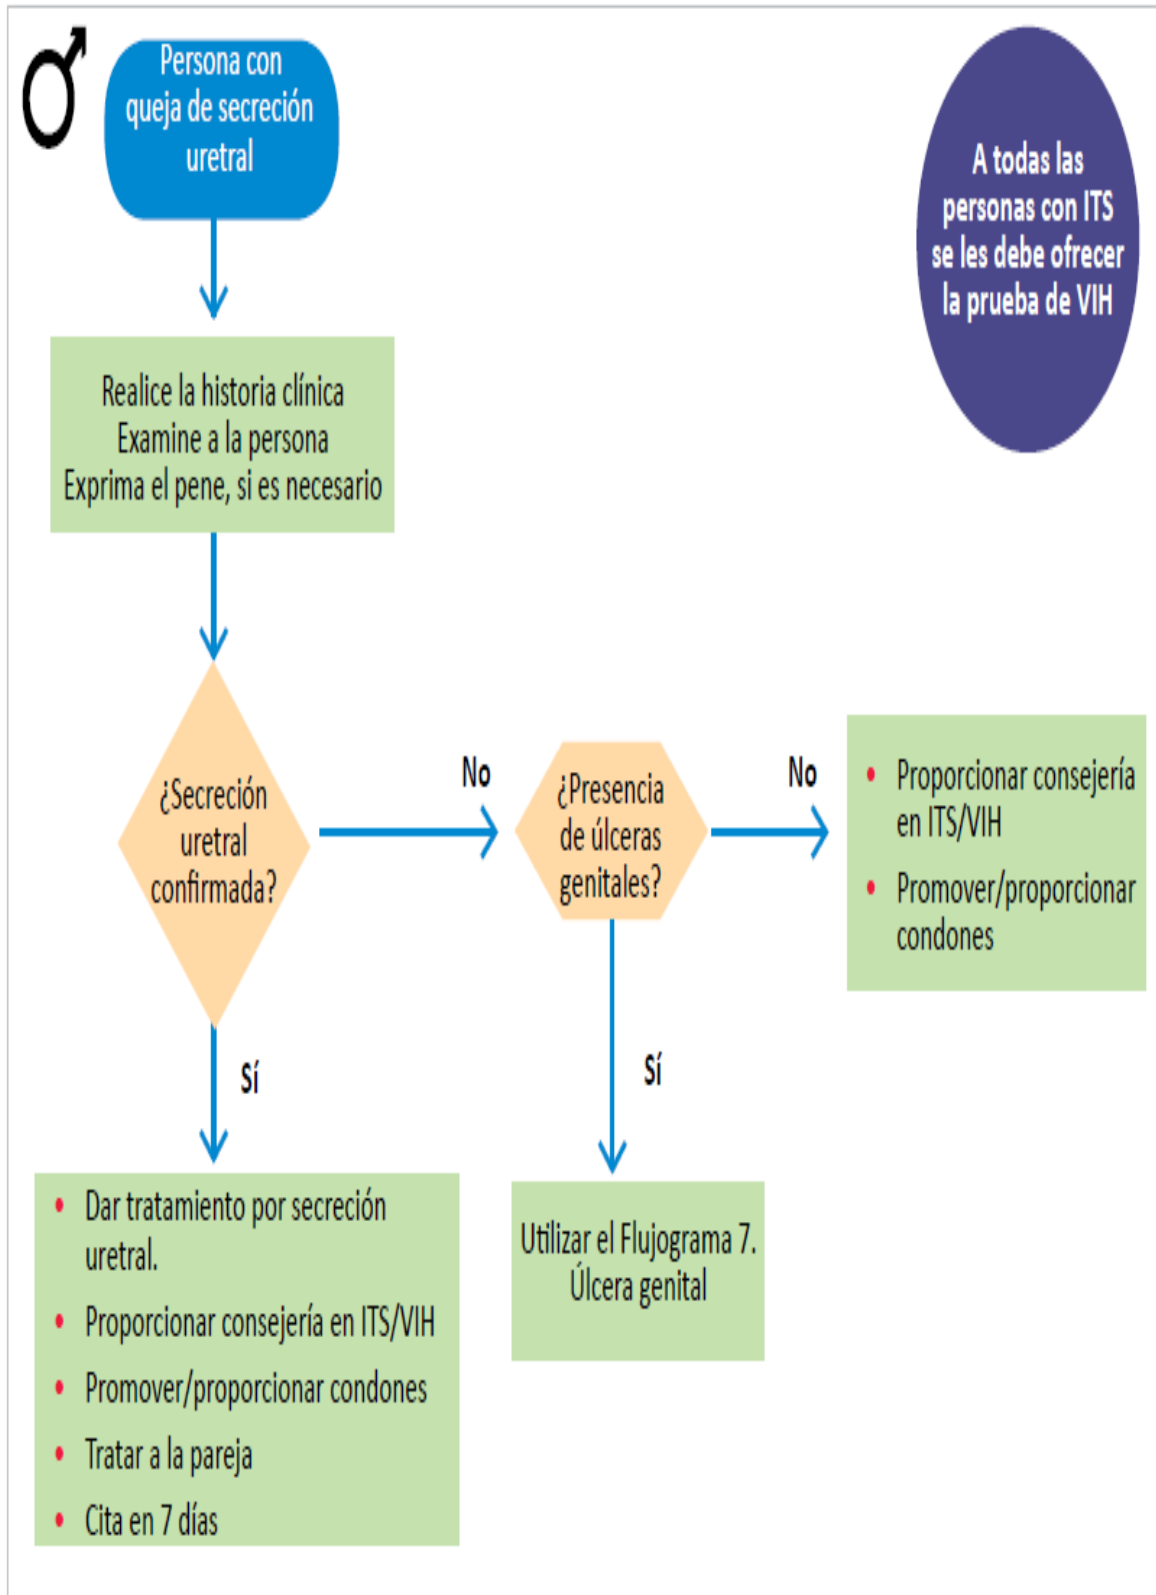 Persona con
queja de secreción
uretral
A todas las
personas con ITS
se les debe ofrecer
la prueba de VIH
Realice la historia clínica
Examine a la persona
Exprima el pene, si es necesario
¿Secreción
uretral
confirmada?
No
¿Presencia
de úlceras
genitales?
No
• Proporcionar consejería
en ITS/VIH
• Promover/proporcionar
condones
Sí
Sí
• Dar tratamiento por secreción
uretral.
• Proporcionar consejería en ITS/VIH
• Promover/proporcionar condones
• Tratar a la pareja
• Cita en 7 días
Utilizar el Flujograma 7.
Úlcera genital